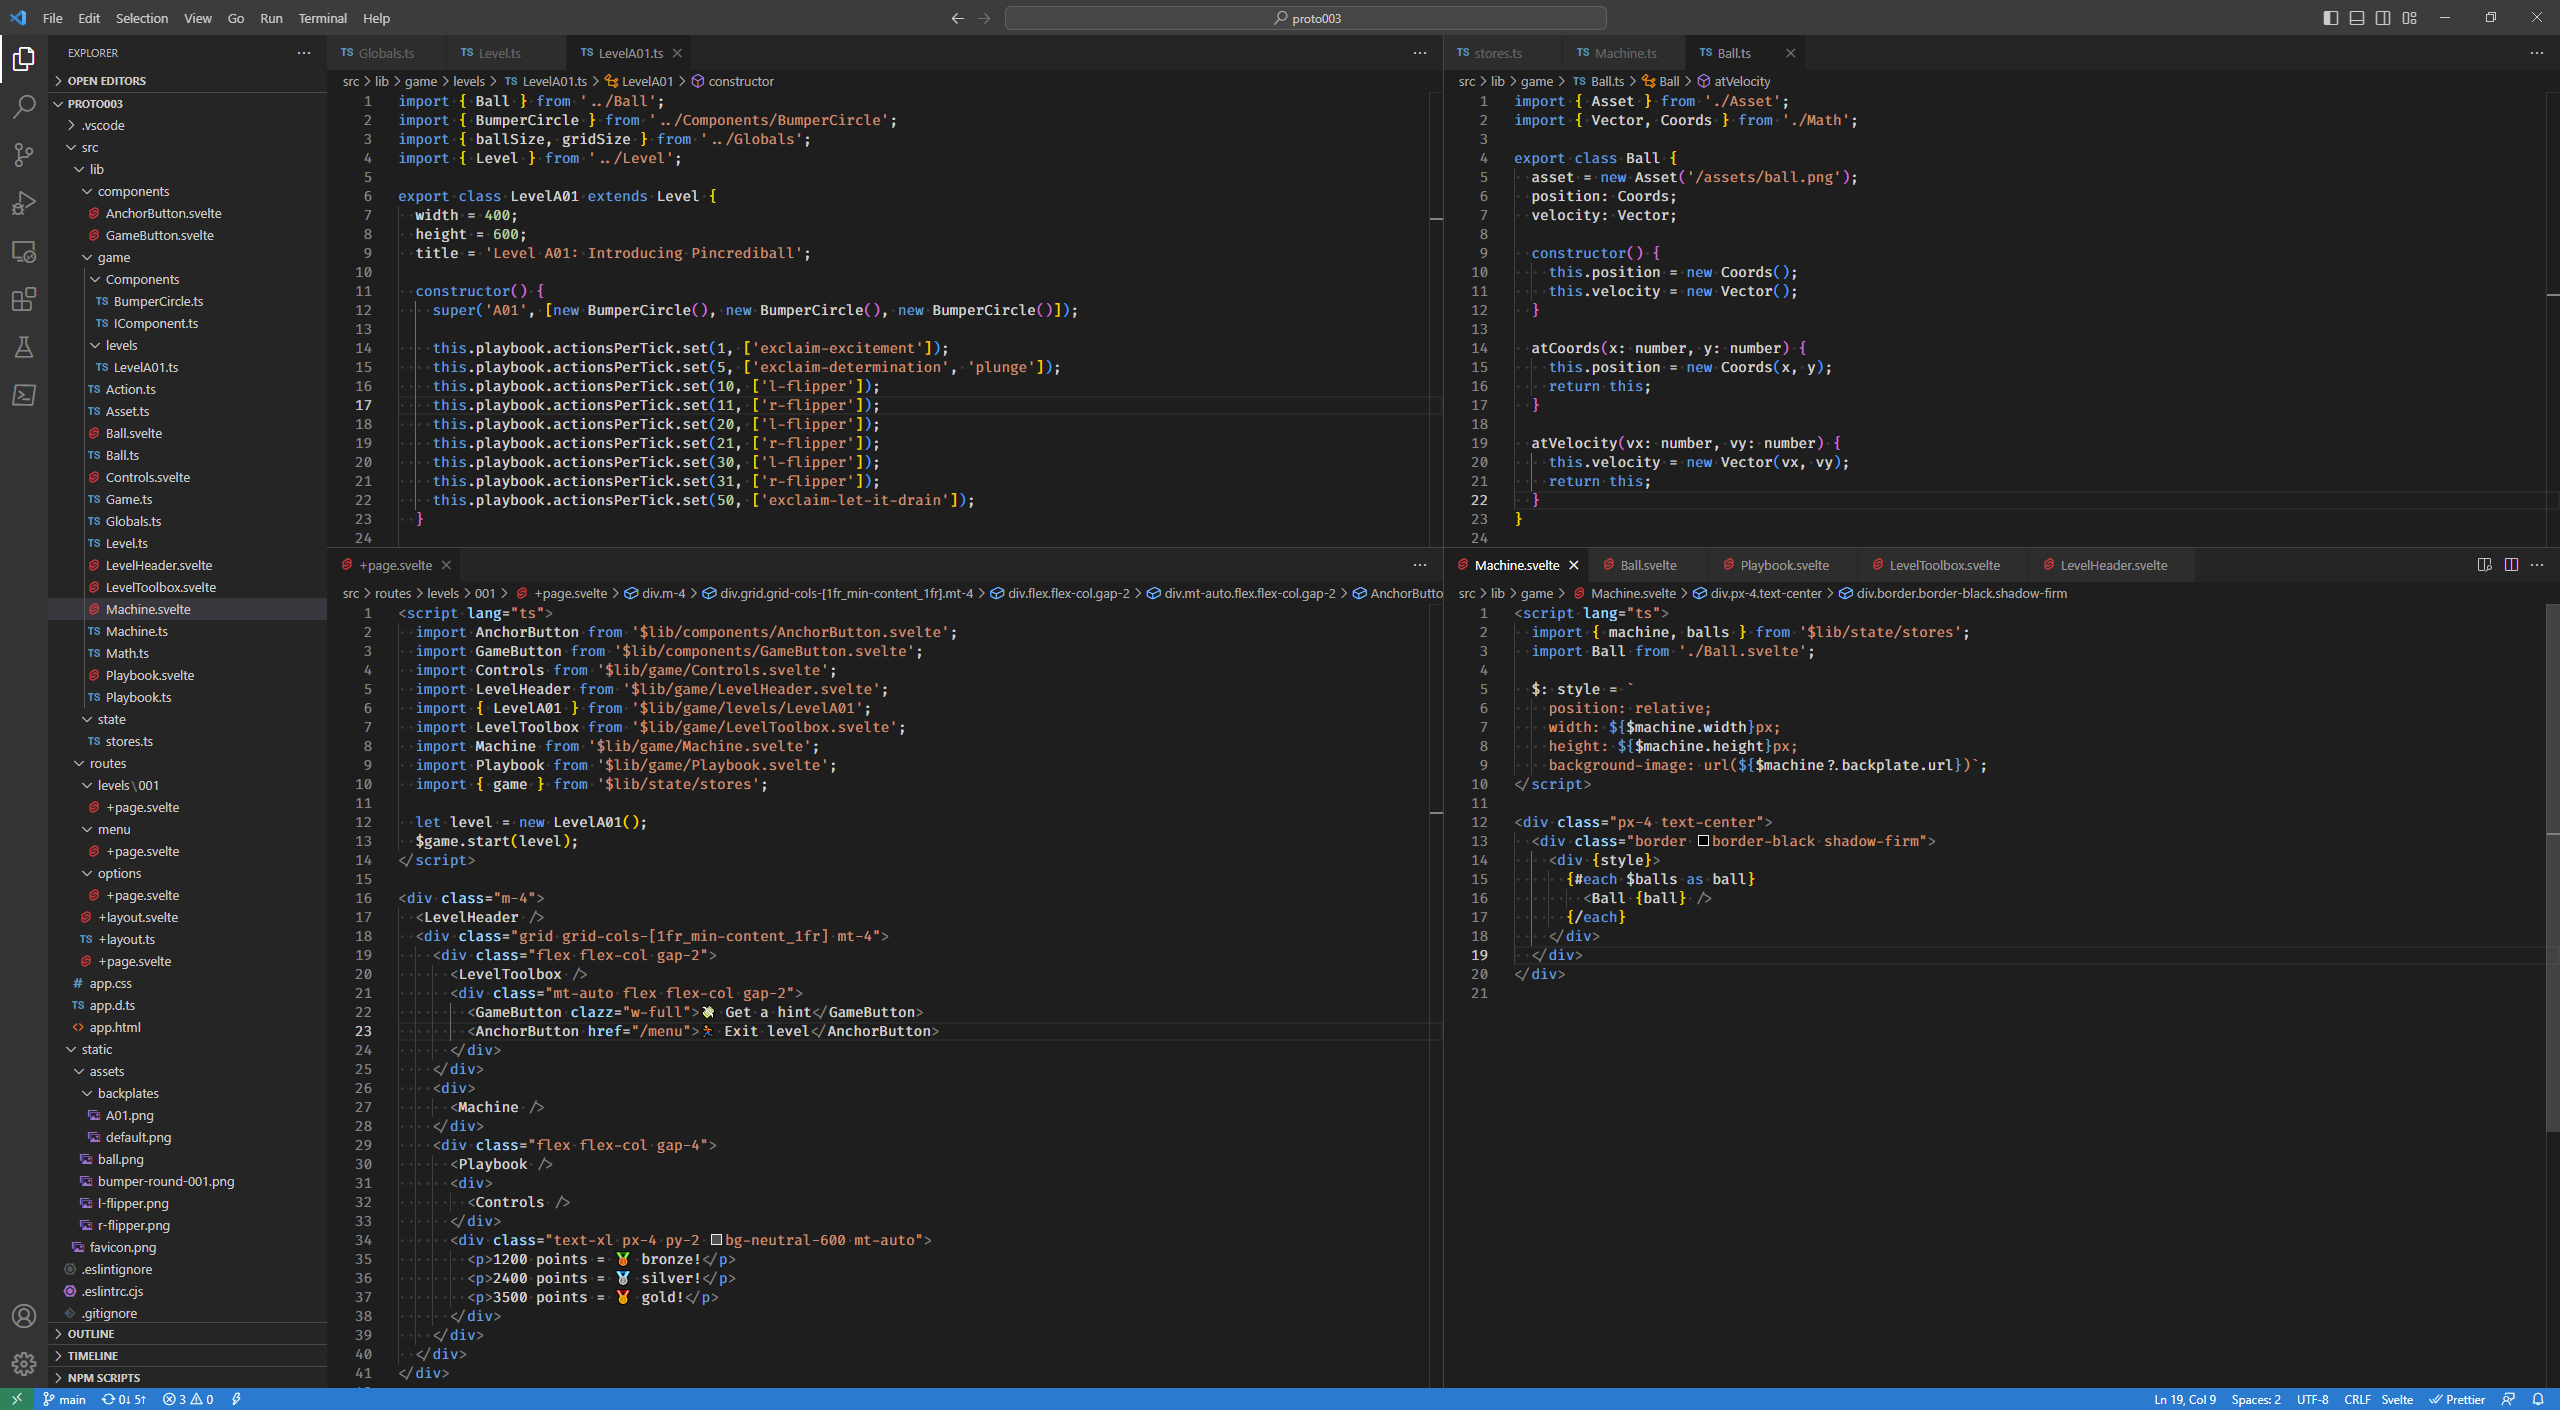 File Edit Selection View Go Run Terminal Help
proto003
EXPLORER
OPEN EDITORS
PROTO003
.vscode
src
lib
components
AnchorButton.svelte
GameButton.svelte
game
Components
TS BumperCircle.ts
TS IComponent.ts
levels
TS LevelA01.ts
TS Action.ts
TS Asset.ts
Ball.svelte
TS Ball.ts
Controls.svelte
TS Game.ts
TS Globals.ts
TS Level.ts
LevelHeader.svelte
LevelToolbox.svelte
Machine.svelte
TS Machine.ts
TS Math.ts
Playbook.svelte
TS Playbook.ts
state
TS stores.ts
routes
levels\001
+page.svelte
menu
+page.svelte
options
+page.svelte
+layout.svelte
TS +layout.ts
+page.svelte
# app.css
TS app.d.ts
<> app.html
static
assets
backplates
A01.png
default.png
ball.png
bumper-round-001.png
l-flipper.png
r-flipper.png
favicon.png
.eslintignore
.eslintrc.cjs
.gitignore
OUTLINE
TIMELINE
NPM SCRIPTS
TS Globals.ts TS Level.ts TS LevelA01.ts
src > lib > game > levels > TS LevelA01.ts > LevelA01 > constructor
1 import { Ball } from '../Ball';
2 import { BumperCircle } from '../Components/BumperCircle';
3 import { ballSize, gridSize } from '../Globals';
4 import { Level } from '../Level';
5
6 export class LevelA01 extends Level {
7 width = 400;
8 height = 600;
9 title = 'Level A01: Introducing Pincrediball';
10
11 constructor() {
12 super('A01', [new BumperCircle(), new BumperCircle(), new BumperCircle()]);
13
14 this.playbook.actionsPerTick.set(1, ['exclaim-excitement']);
15 this.playbook.actionsPerTick.set(5, ['exclaim-determination', 'plunge']);
16 this.playbook.actionsPerTick.set(10, ['l-flipper']);
17 this.playbook.actionsPerTick.set(11, ['r-flipper']);
18 this.playbook.actionsPerTick.set(20, ['l-flipper']);
19 this.playbook.actionsPerTick.set(21, ['r-flipper']);
20 this.playbook.actionsPerTick.set(30, ['l-flipper']);
21 this.playbook.actionsPerTick.set(31, ['r-flipper']);
22 this.playbook.actionsPerTick.set(50, ['exclaim-let-it-drain']);
23 }
24
TS stores.ts TS Machine.ts TS Ball.ts
src > lib > game > TS Ball.ts > Ball > atVelocity
1 import { Asset } from './Asset';
2 import { Vector, Coords } from './Math';
3
4 export class Ball {
5 asset = new Asset('/assets/ball.png');
6 position: Coords;
7 velocity: Vector;
8
9 constructor() {
10 this.position = new Coords();
11 this.velocity = new Vector();
12 }
13
14 atCoords(x: number, y: number) {
15 this.position = new Coords(x, y);
16 return this;
17 }
18
19 atVelocity(vx: number, vy: number) {
20 this.velocity = new Vector(vx, vy);
21 return this;
22 }
23 }
24
+page.svelte
src > routes > levels > 001 > +page.svelte > div.m-4 > div.grid.grid-cols-[1fr_min-content_1fr].mt-4 > div.flex.flex-col.gap-2 > div.mt-auto.flex.flex-col.gap-2 > AnchorButto
1 <script lang="ts">
2 import AnchorButton from '$lib/components/AnchorButton.svelte';
3 import GameButton from '$lib/components/GameButton.svelte';
4 import Controls from '$lib/game/Controls.svelte';
5 import LevelHeader from '$lib/game/LevelHeader.svelte';
6 import { LevelA01 } from '$lib/game/levels/LevelA01';
7 import LevelToolbox from '$lib/game/LevelToolbox.svelte';
8 import Machine from '$lib/game/Machine.svelte';
9 import Playbook from '$lib/game/Playbook.svelte';
10 import { game } from '$lib/state/stores';
11
12 let level = new LevelA01();
13 $game.start(level);
14 </script>
15
16 <div class="m-4">
17 <LevelHeader />
18 <div class="grid grid-cols-[1fr_min-content_1fr] mt-4">
19 <div class="flex flex-col gap-2">
20 <LevelToolbox />
21 <div class="mt-auto flex flex-col gap-2">
22 <GameButton clazz="w-full"> Get a hint</GameButton>
23 <AnchorButton href="/menu"> Exit level</AnchorButton>
24 </div>
25 </div>
26 <div>
27 <Machine />
28 </div>
29 <div class="flex flex-col gap-4">
30 <Playbook />
31 <div>
32 <Controls />
33 </div>
34 <div class="text-xl px-4 py-2 bg-neutral-600 mt-auto">
35 <p>1200 points = 🥉 bronze!</p>
36 <p>2400 points = 🥈 silver!</p>
37 <p>3500 points = 🥇 gold!</p>
38 </div>
39 </div>
40 </div>
41 </div>
Machine.svelte Ball.svelte Playbook.svelte LevelToolbox.svelte LevelHeader.svelte
src > lib > game > Machine.svelte > div.px-4.text-center > div.border.border-black.shadow-firm
1 <script lang="ts">
2 import { machine, balls } from '$lib/state/stores';
3 import Ball from './Ball.svelte';
4
5 $: style = `
6 position: relative;
7 width: ${$machine.width}px;
8 height: ${$machine.height}px;
9 background-image: url(${$machine?.backplate.url})`;
10 </script>
11
12 <div class="px-4 text-center">
13 <div class="border border-black shadow-firm">
14 <div {style}>
15 {#each $balls as ball}
16 <Ball {ball} />
17 {/each}
18 </div>
19 </div>
20 </div>
21
main 0↓ 5↑ 3 0
Ln 19, Col 9 Spaces: 2 UTF-8 CRLF Svelte Prettier